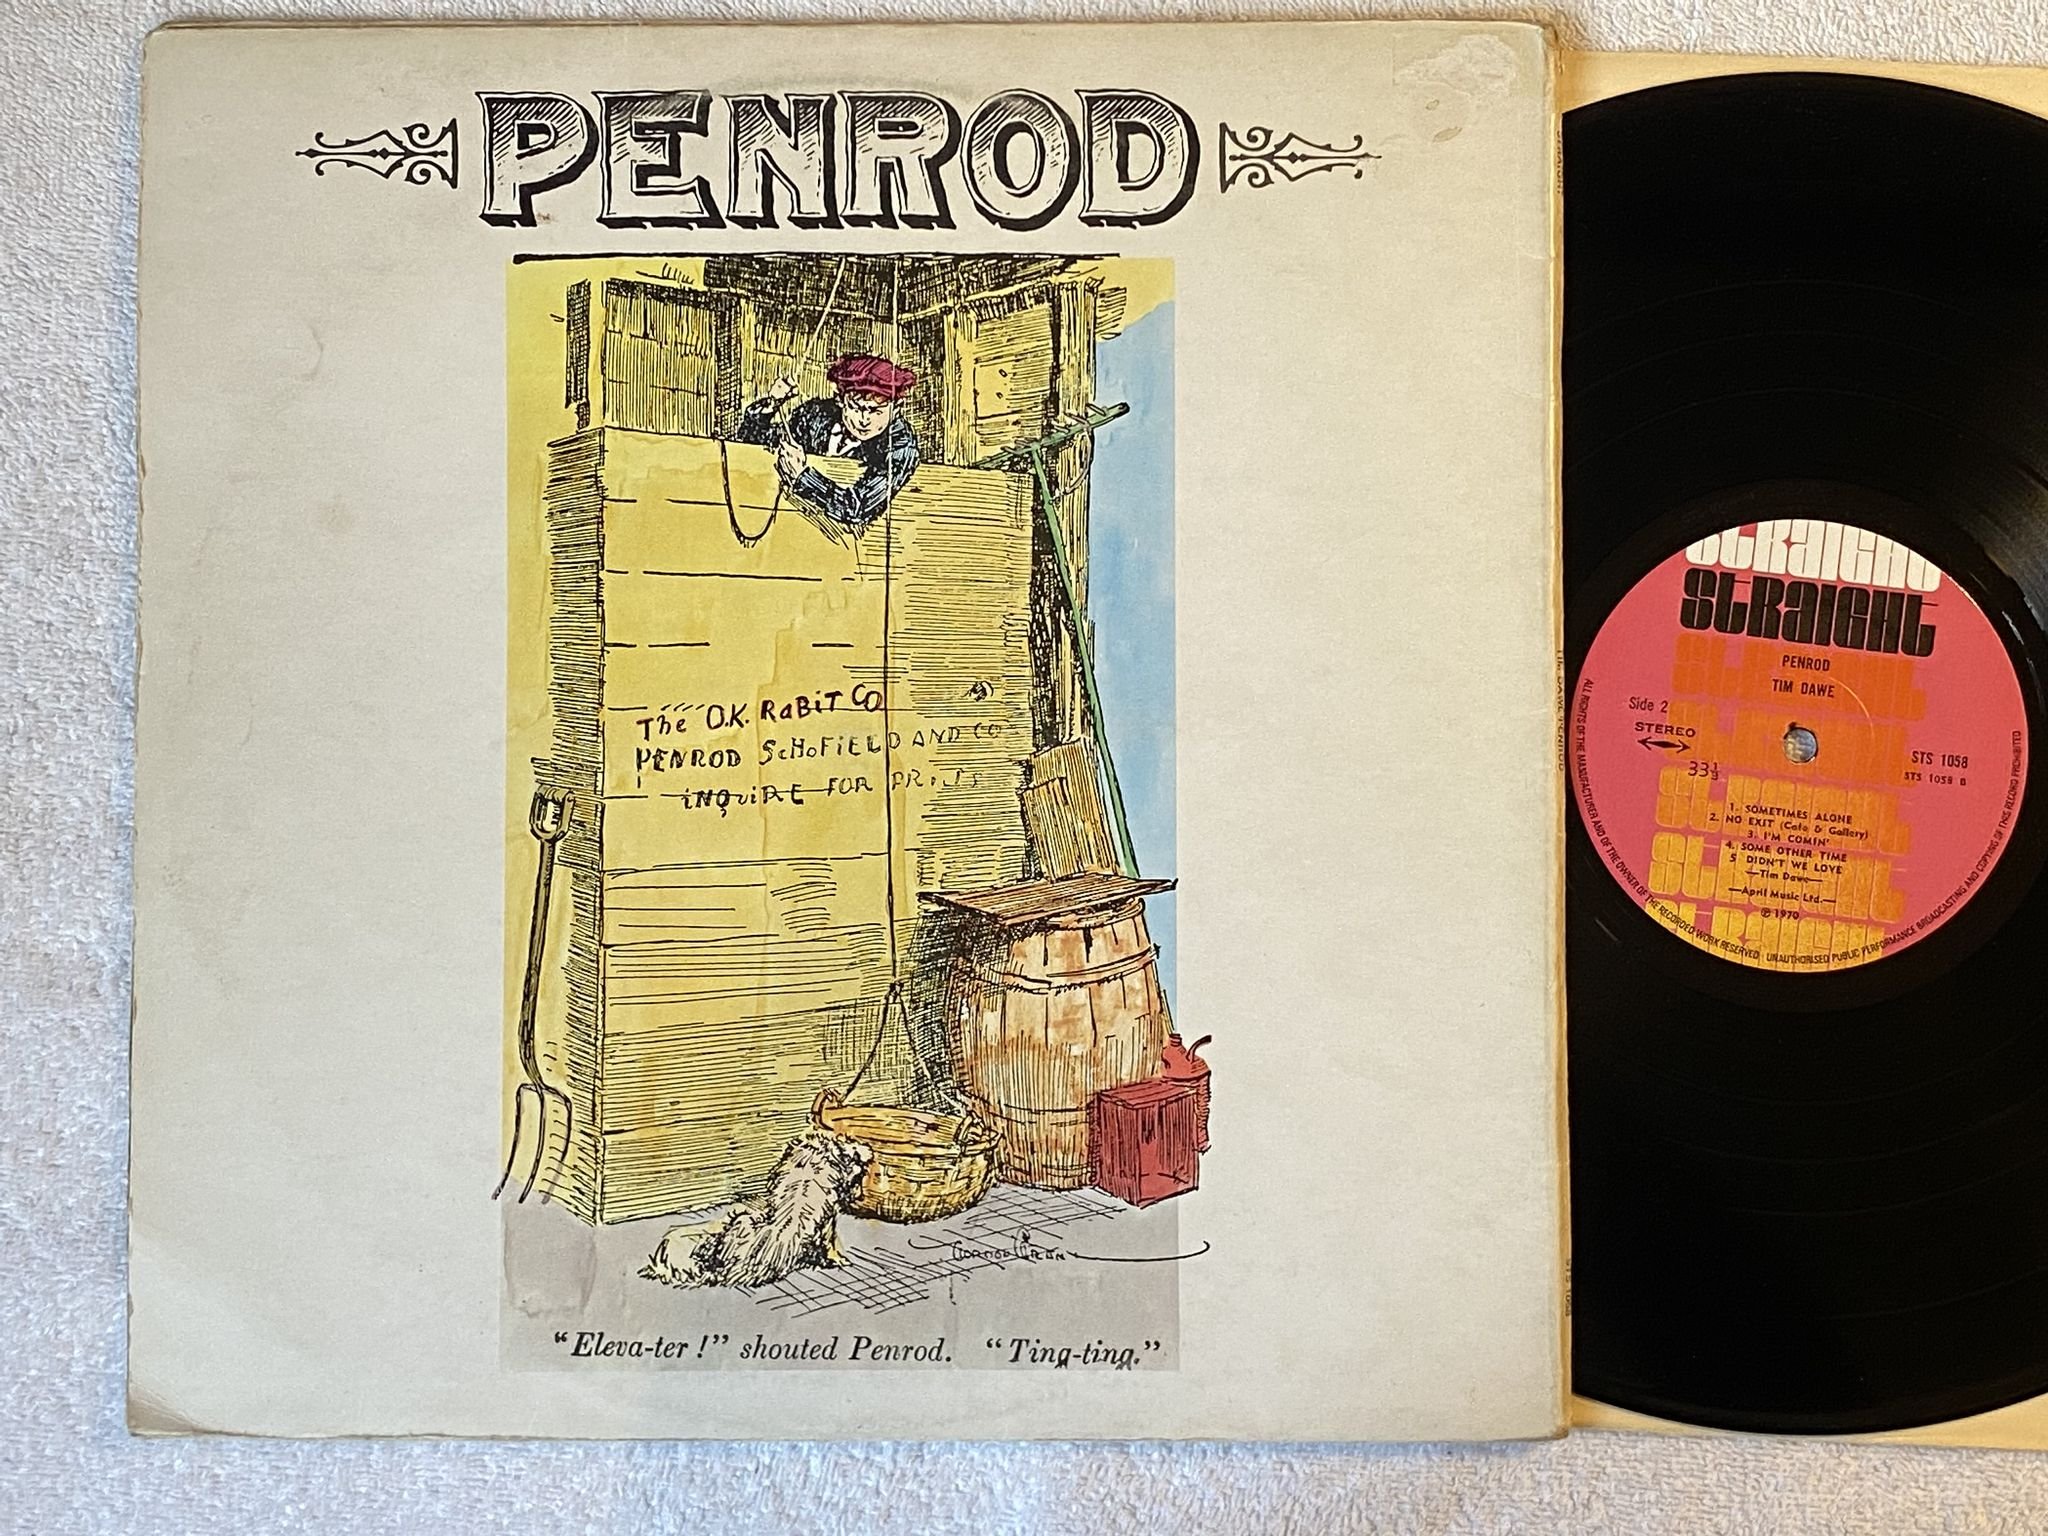 PENROD
The O.K. RaBiT Co
PENROD ScHoFiELD AND CO
iNQuiRE FOR PRiSiS
"Eleva-ter!" shouted Penrod. "Ting-ting."
STRAIGHT
STRAIGHT
PENROD
TIM DAWE
Side 2
STEREO
33⅓
STS 1058
STS 1058 B
1. SOMETIMES ALONE
2. NO EXIT (Cafe & Gallery)
3. I'M COMIN'
4. SOME OTHER TIME
5. DIDN'T WE LOVE
—Tim Dawe—
—April Music Ltd.—
℗ 1970
ALL RIGHTS OF THE MANUFACTURER AND OF THE OWNER OF THE RECORDED WORK RESERVED · UNAUTHORISED PUBLIC PERFORMANCE BROADCASTING AND COPYING OF THIS RECORD PROHIBITED
STS 1058